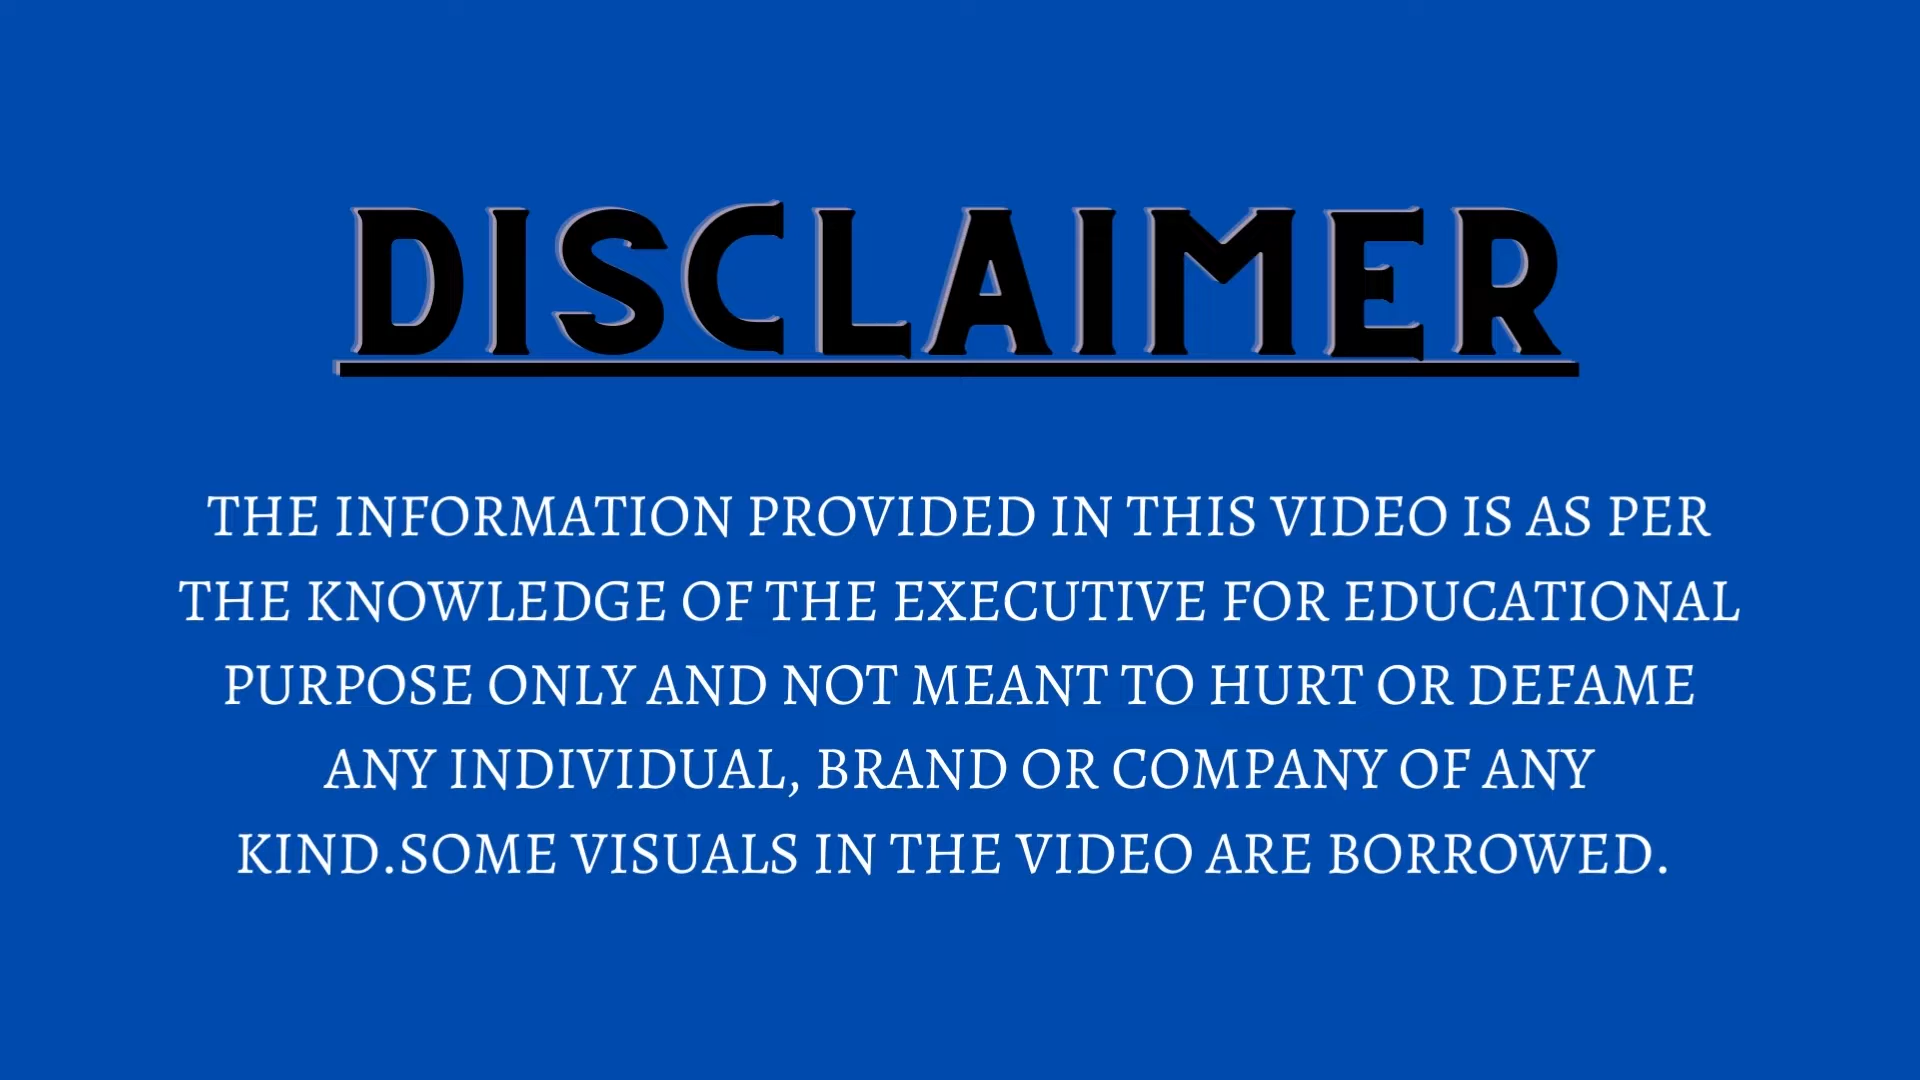 DISCLAIMER
THE INFORMATION PROVIDED IN THIS VIDEO IS AS PER
THE KNOWLEDGE OF THE EXECUTIVE FOR EDUCATIONAL
PURPOSE ONLY AND NOT MEANT TO HURT OR DEFAME
ANY INDIVIDUAL, BRAND OR COMPANY OF ANY
KIND.SOME VISUALS IN THE VIDEO ARE BORROWED.